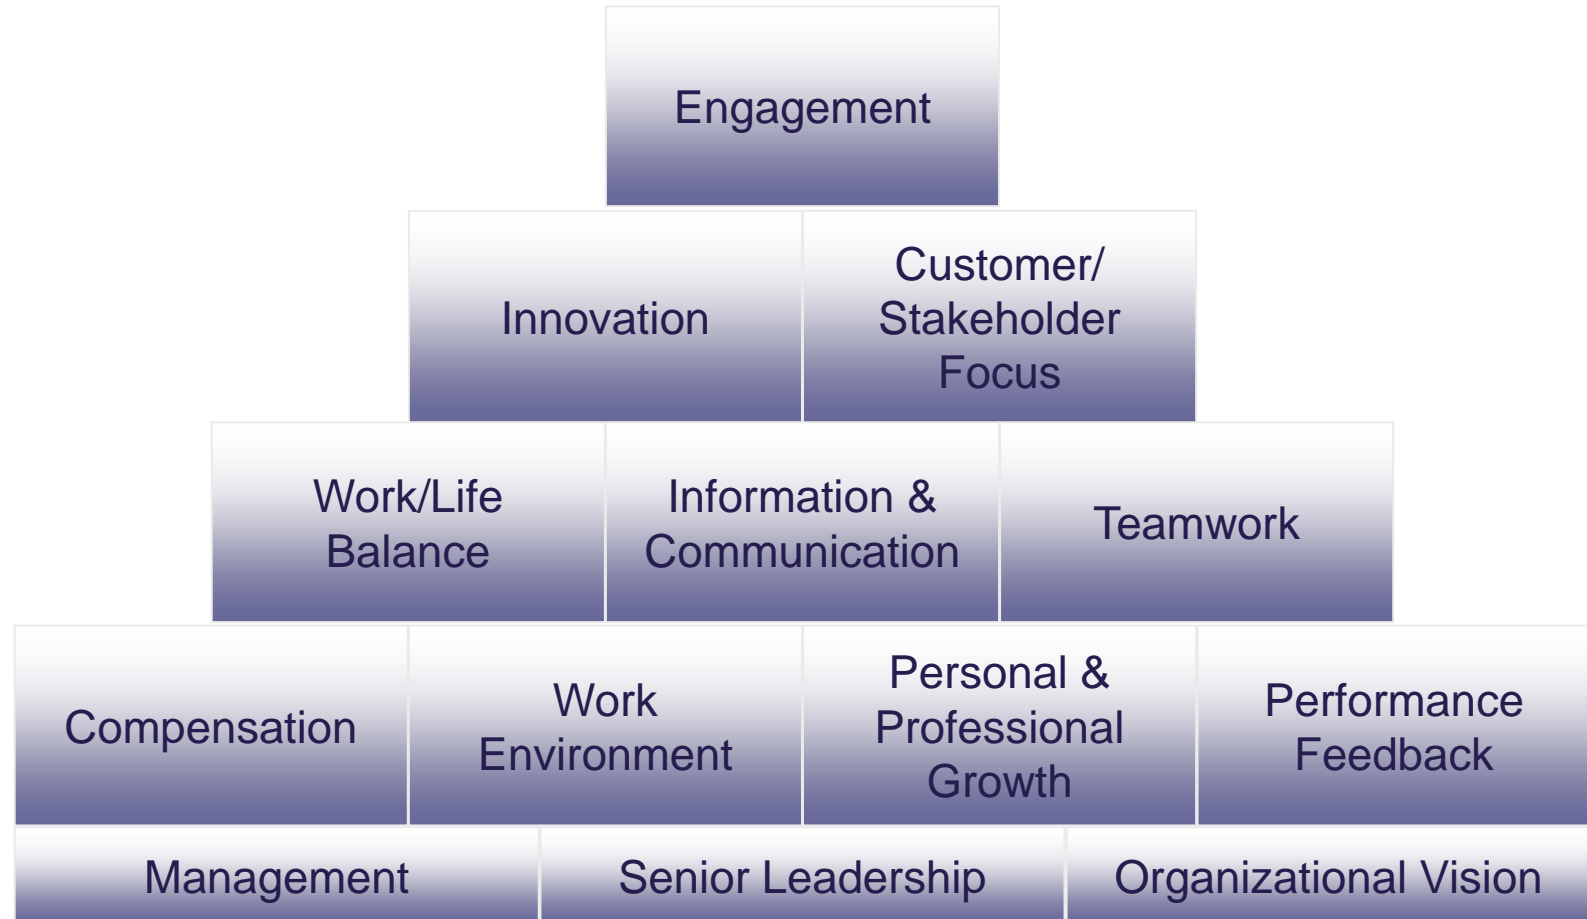 Engagement
Innovation
Customer/
Stakeholder
Focus
Work/Life
Balance
Information &
Communication
Teamwork
Compensation
Work
Environment
Personal &
Professional
Growth
Performance
Feedback
Management
Senior Leadership
Organizational Vision